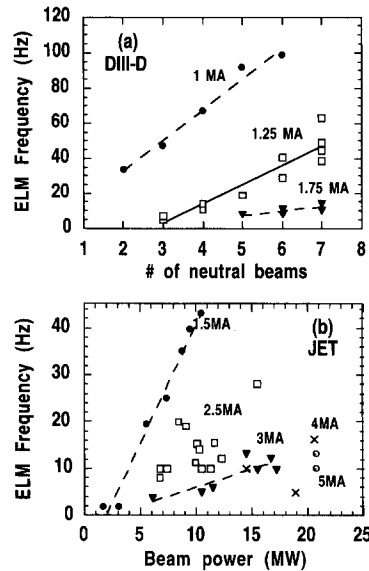 (a)
DIII-D
1 MA
1.25 MA
1.75 MA
ELM Frequency (Hz)
120
100
80
60
40
20
0
1 2 3 4 5 6 7 8
# of neutral beams
(b)
JET
1.5MA
2.5MA
3MA
4MA
5MA
ELM Frequency (Hz)
40
30
20
10
0
0 5 10 15 20 25
Beam power (MW)